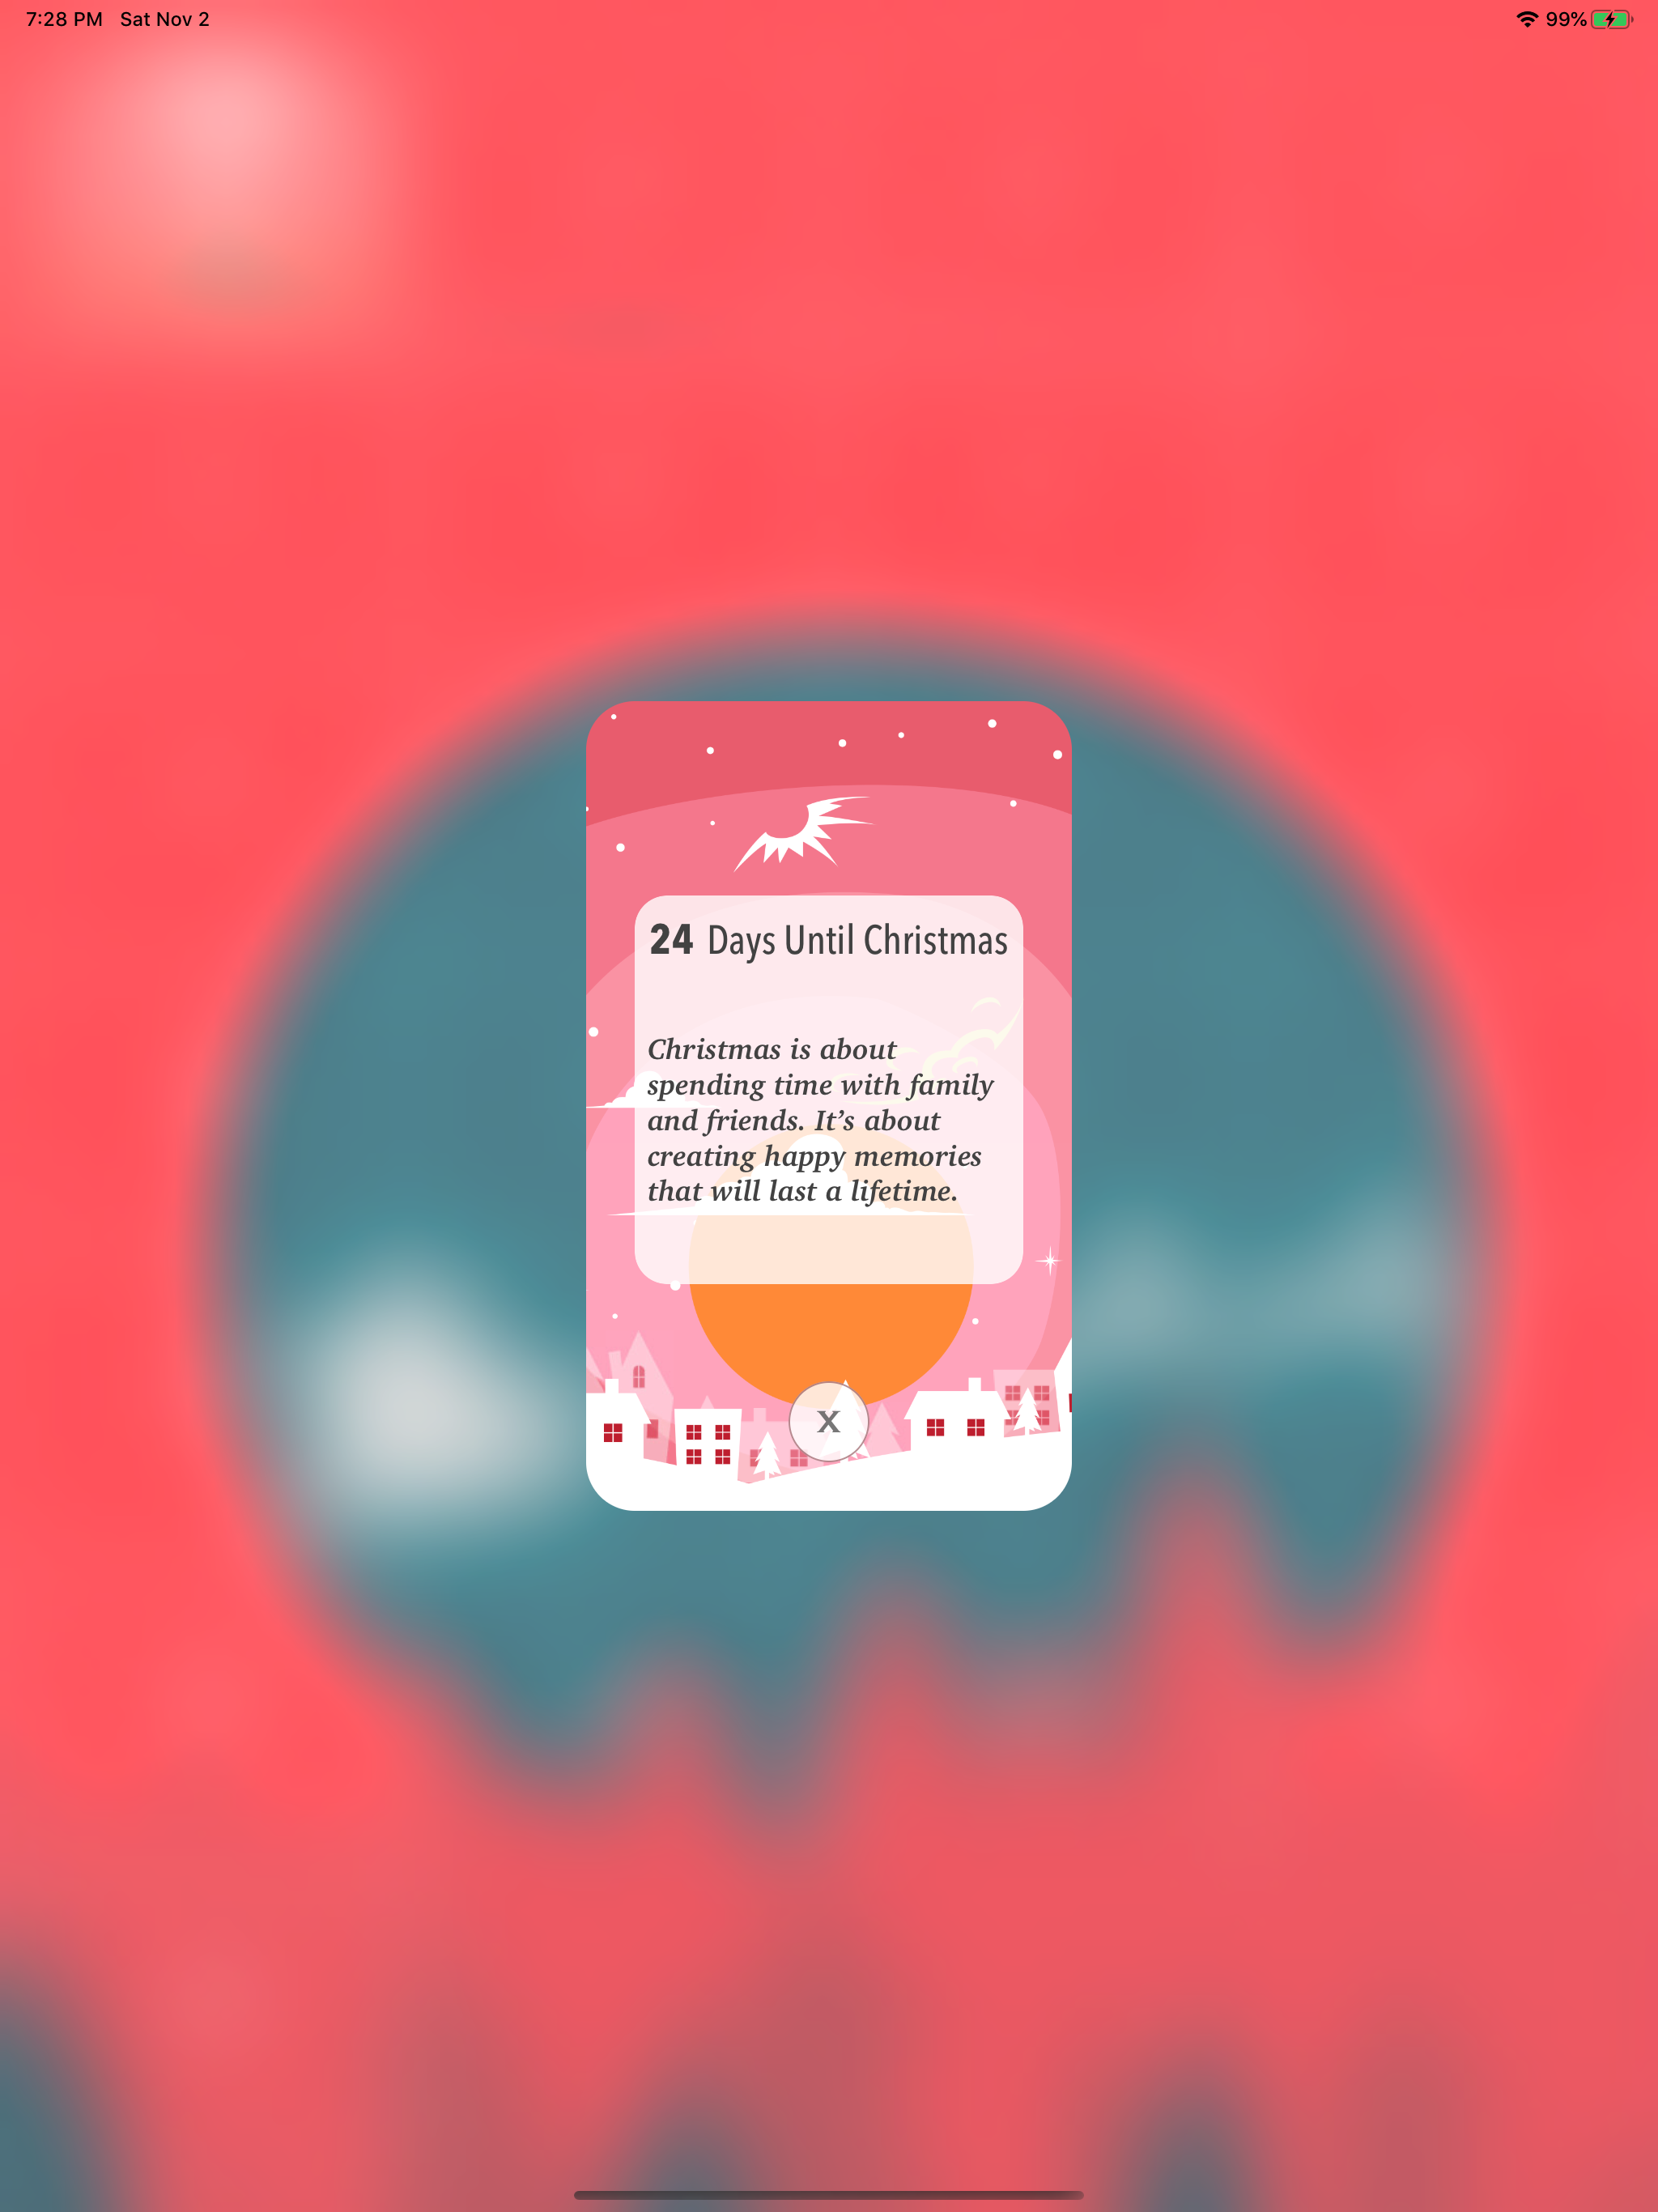 7:28 PM Sat Nov 2
99%
24 Days Until Christmas
Christmas is about
spending time with family
and friends. It’s about
creating happy memories
that will last a lifetime.
X